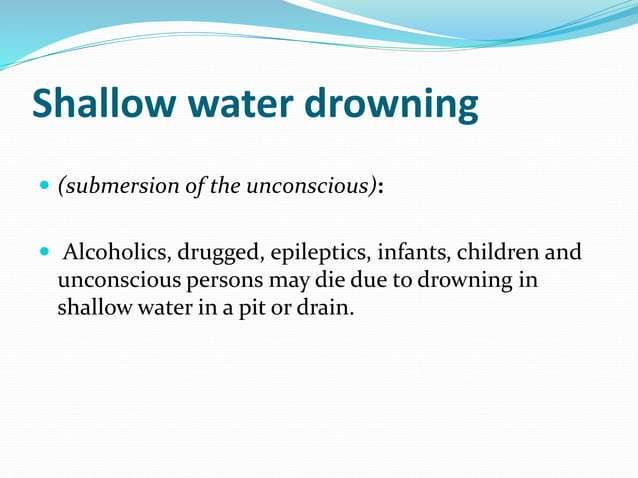 Shallow water drowning
(submersion of the unconscious):
Alcoholics, drugged, epileptics, infants, children and
unconscious persons may die due to drowning in
shallow water in a pit or drain.